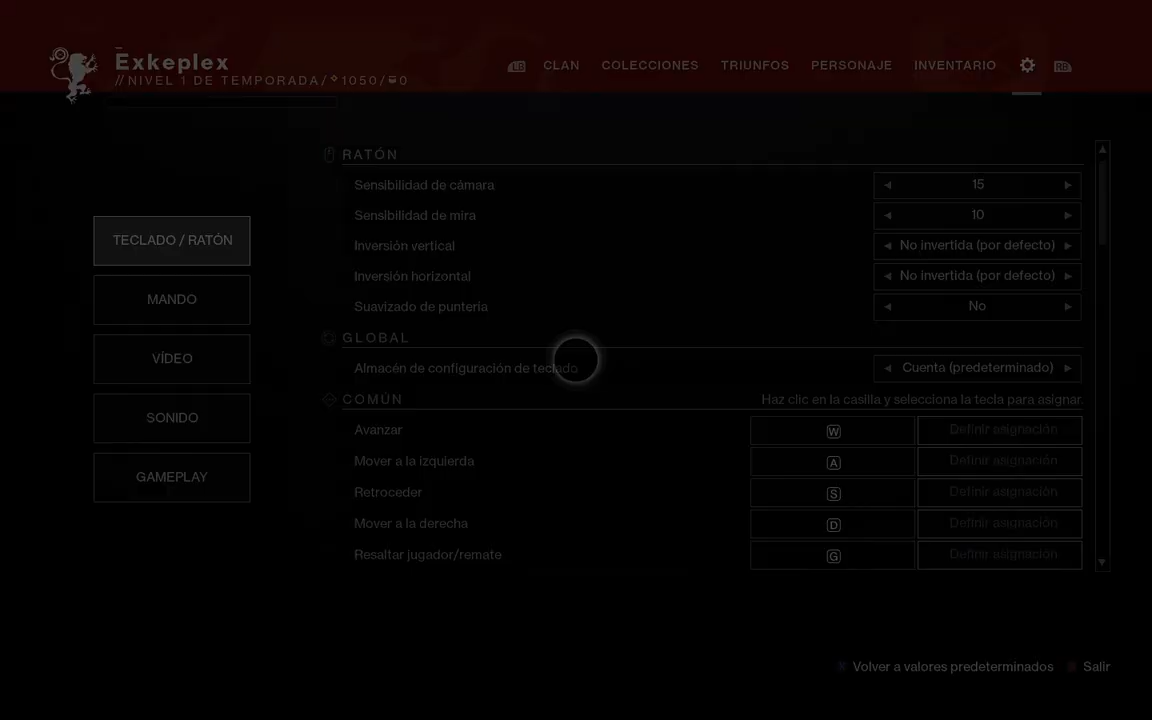 Exkeplex
//NIVEL 1 DE TEMPORADA/1050/0
LB CLAN COLECCIONES TRIUNFOS PERSONAJE INVENTARIO RB
RATÓN
Sensibilidad de cámara 15
Sensibilidad de mira 10
Inversión vertical No invertida (por defecto)
Inversión horizontal No invertida (por defecto)
Suavizado de puntería No
GLOBAL
Almacén de configuración de teclado Cuenta (predeterminado)
COMÚN Haz clic en la casilla y selecciona la tecla para asignar.
Avanzar W Definir asignación
Mover a la izquierda A Definir asignación
Retroceder S Definir asignación
Mover a la derecha D Definir asignación
Resaltar jugador/remate G Definir asignación
TECLADO / RATÓN
MANDO
VÍDEO
SONIDO
GAMEPLAY
X Volver a valores predeterminados Salir